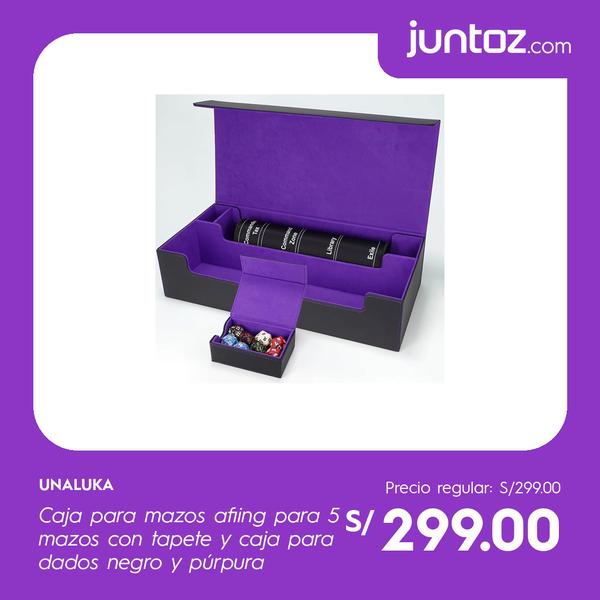 juntoz.com
Commander
Tax
Command
Zone
Library
Exile
UNALUKA
Precio regular: S/299.00
Caja para mazos afiing para 5
mazos con tapete y caja para
dados negro y púrpura
S/ 299.00